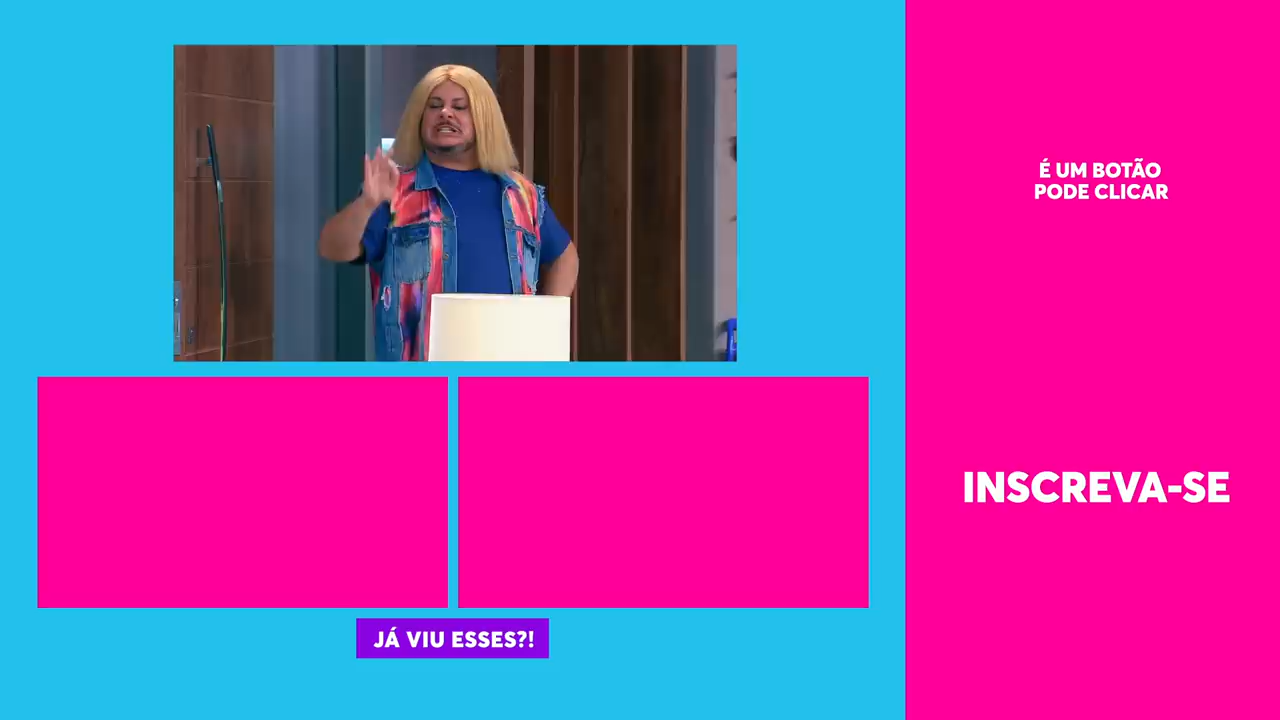 É UM BOTÃO
PODE CLICAR
INSCREVA-SE
JÁ VIU ESSES?!